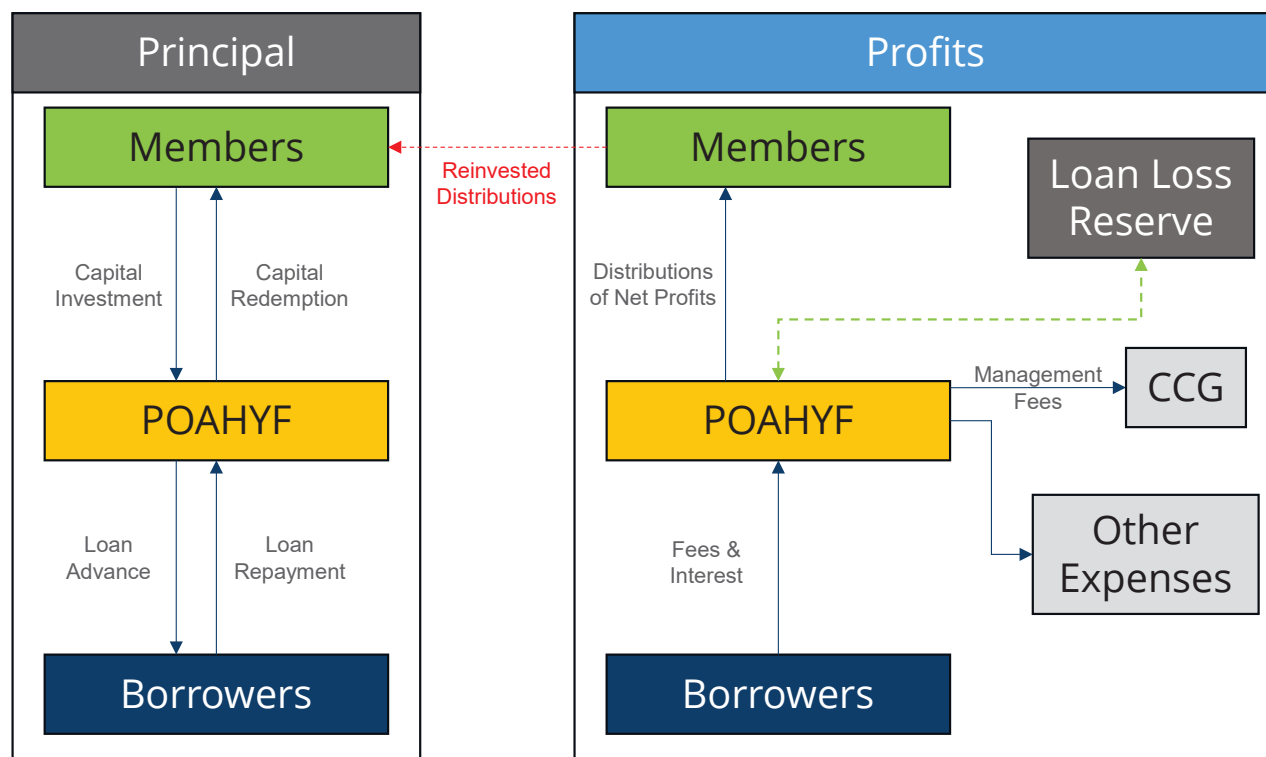 Principal
Members
Capital
Investment
Capital
Redemption
POAHYF
Loan
Advance
Loan
Repayment
Borrowers
Reinvested
Distributions
Profits
Members
Loan Loss
Reserve
Distributions
of Net Profits
POAHYF
Management
Fees
CCG
Other
Expenses
Fees &
Interest
Borrowers